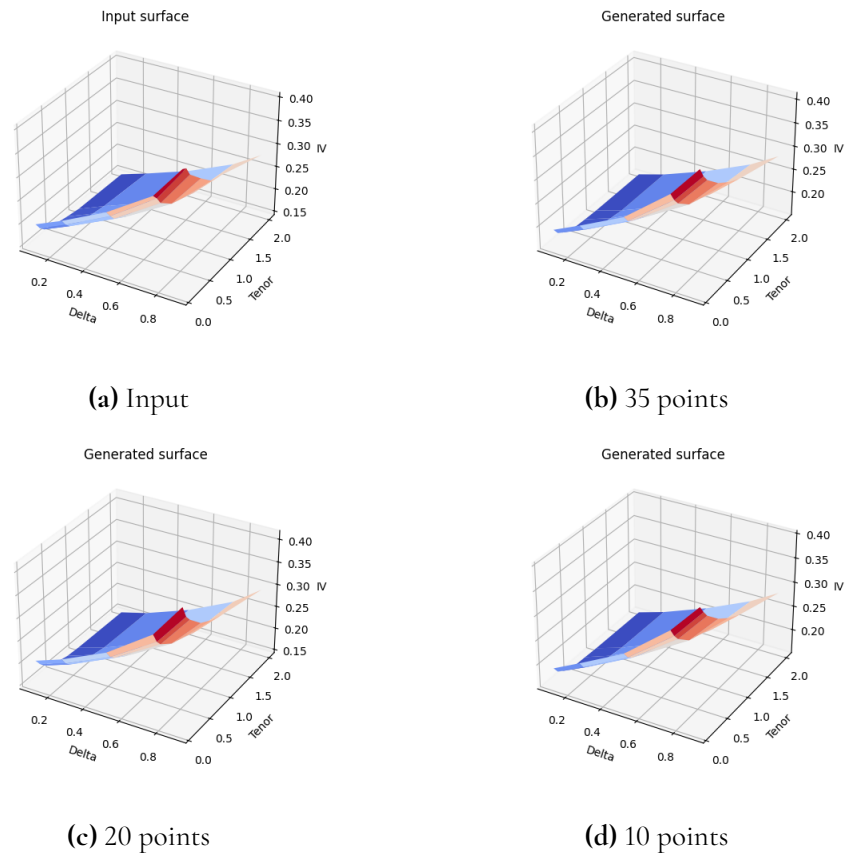 Input surface
0.40
0.35
0.30
0.25
0.20
0.15
IV
2.0
1.5
1.0
0.5
0.0
Tenor
0.2
0.4
0.6
0.8
Delta
(a) Input
Generated surface
0.40
0.35
0.30
0.25
0.20
IV
2.0
1.5
1.0
0.5
0.0
Tenor
0.2
0.4
0.6
0.8
Delta
(b) 35 points
Generated surface
0.40
0.35
0.30
0.25
0.20
0.15
IV
2.0
1.5
1.0
0.5
0.0
Tenor
0.2
0.4
0.6
0.8
Delta
(c) 20 points
Generated surface
0.40
0.35
0.30
0.25
0.20
IV
2.0
1.5
1.0
0.5
0.0
Tenor
0.2
0.4
0.6
0.8
Delta
(d) 10 points